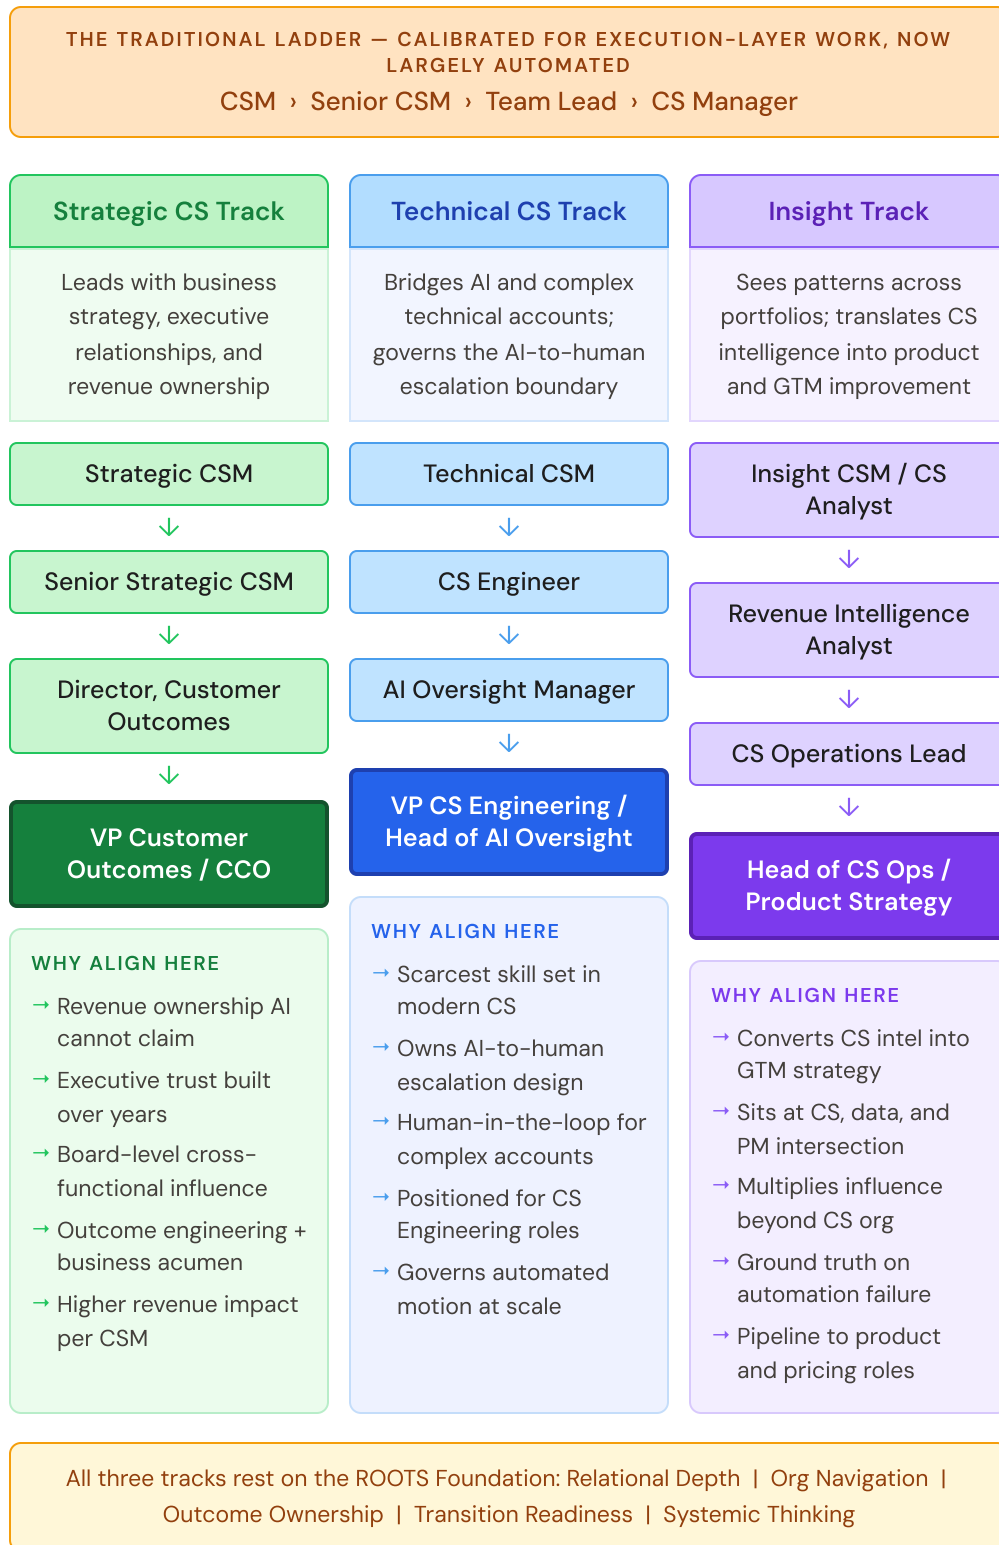 THE TRADITIONAL LADDER — CALIBRATED FOR EXECUTION-LAYER WORK, NOW
LARGELY AUTOMATED
CSM › Senior CSM › Team Lead › CS Manager
Strategic CS Track
Leads with business
strategy, executive
relationships, and
revenue ownership
Strategic CSM
↓
Senior Strategic CSM
↓
Director, Customer
Outcomes
↓
VP Customer
Outcomes / CCO
WHY ALIGN HERE
→ Revenue ownership AI
cannot claim
→ Executive trust built
over years
→ Board-level cross-
functional influence
→ Outcome engineering +
business acumen
→ Higher revenue impact
per CSM
Technical CS Track
Bridges AI and complex
technical accounts;
governs the AI-to-human
escalation boundary
Technical CSM
↓
CS Engineer
↓
AI Oversight Manager
↓
VP CS Engineering /
Head of AI Oversight
WHY ALIGN HERE
→ Scarcest skill set in
modern CS
→ Owns AI-to-human
escalation design
→ Human-in-the-loop for
complex accounts
→ Positioned for CS
Engineering roles
→ Governs automated
motion at scale
Insight Track
Sees patterns across
portfolios; translates CS
intelligence into product
and GTM improvement
Insight CSM / CS
Analyst
↓
Revenue Intelligence
Analyst
↓
CS Operations Lead
↓
Head of CS Ops /
Product Strategy
WHY ALIGN HERE
→ Converts CS intel into
GTM strategy
→ Sits at CS, data, and
PM intersection
→ Multiplies influence
beyond CS org
→ Ground truth on
automation failure
→ Pipeline to product
and pricing roles
All three tracks rest on the ROOTS Foundation: Relational Depth | Org Navigation |
Outcome Ownership | Transition Readiness | Systemic Thinking